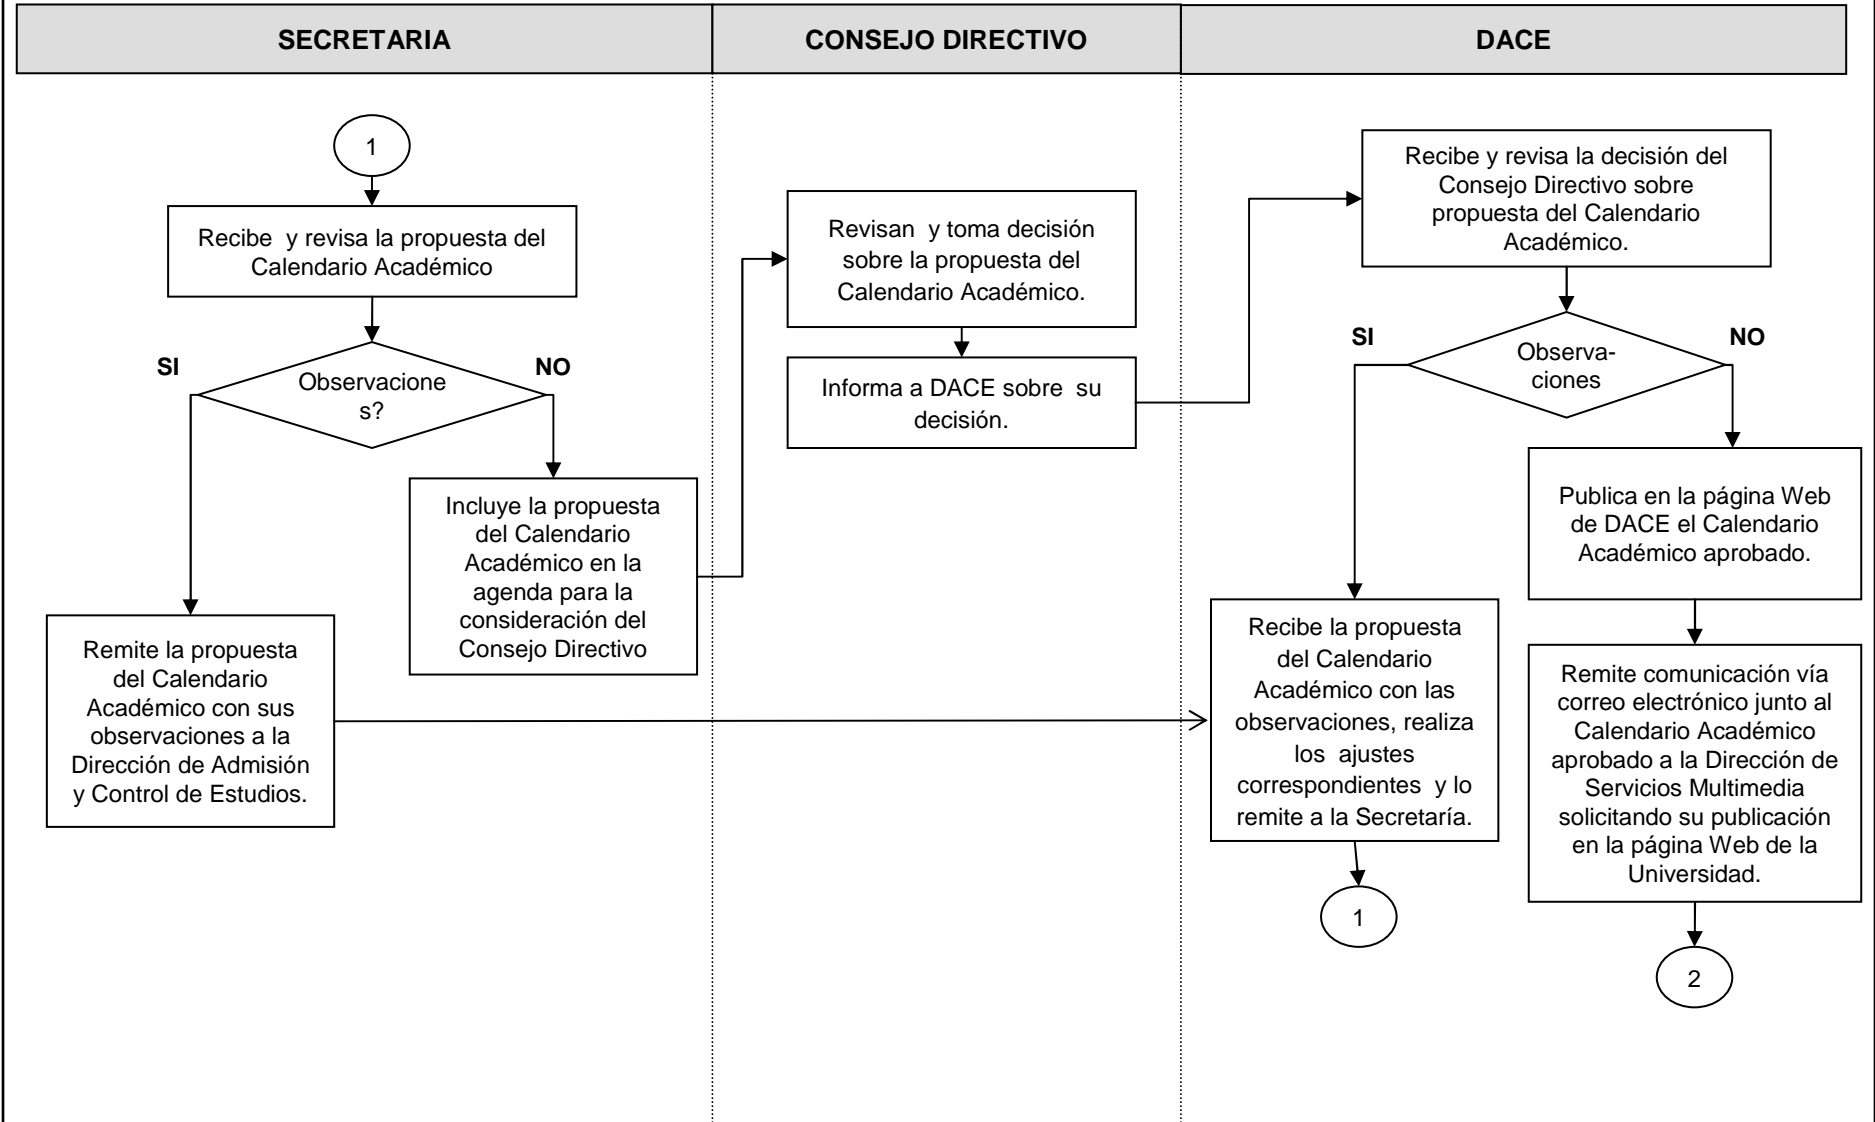 SECRETARIA
CONSEJO DIRECTIVO
DACE
1
Recibe y revisa la propuesta del
Calendario Académico
SI
NO
Observacione
s?
Incluye la propuesta
del Calendario
Académico en la
agenda para la
consideración del
Consejo Directivo
Remite la propuesta
del Calendario
Académico con sus
observaciones a la
Dirección de Admisión
y Control de Estudios.
Revisan y toma decisión
sobre la propuesta del
Calendario Académico.
Informa a DACE sobre su
decisión.
Recibe y revisa la decisión del
Consejo Directivo sobre
propuesta del Calendario
Académico.
SI
NO
Observa-
ciones
Publica en la página Web
de DACE el Calendario
Académico aprobado.
Recibe la propuesta
del Calendario
Académico con las
observaciones, realiza
los ajustes
correspondientes y lo
remite a la Secretaría.
Remite comunicación vía
correo electrónico junto al
Calendario Académico
aprobado a la Dirección de
Servicios Multimedia
solicitando su publicación
en la página Web de la
Universidad.
1
2